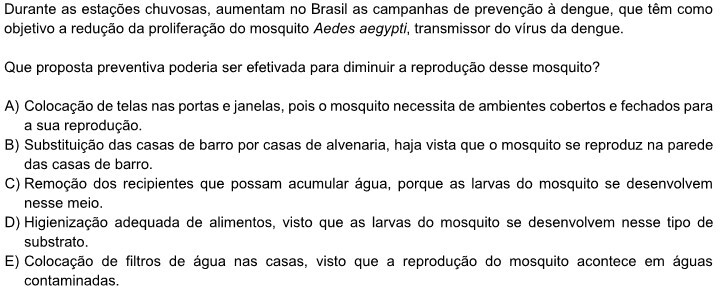 Durante as estações chuvosas, aumentam no Brasil as campanhas de prevenção à dengue, que têm como
objetivo a redução da proliferação do mosquito Aedes aegypti, transmissor do vírus da dengue.
Que proposta preventiva poderia ser efetivada para diminuir a reprodução desse mosquito?
A) Colocação de telas nas portas e janelas, pois o mosquito necessita de ambientes cobertos e fechados para
a sua reprodução.
B) Substituição das casas de barro por casas de alvenaria, haja vista que o mosquito se reproduz na parede
das casas de barro.
C) Remoção dos recipientes que possam acumular água, porque as larvas do mosquito se desenvolvem
nesse meio.
D) Higienização adequada de alimentos, visto que as larvas do mosquito se desenvolvem nesse tipo de
substrato.
E) Colocação de filtros de água nas casas, visto que a reprodução do mosquito acontece em águas
contaminadas.